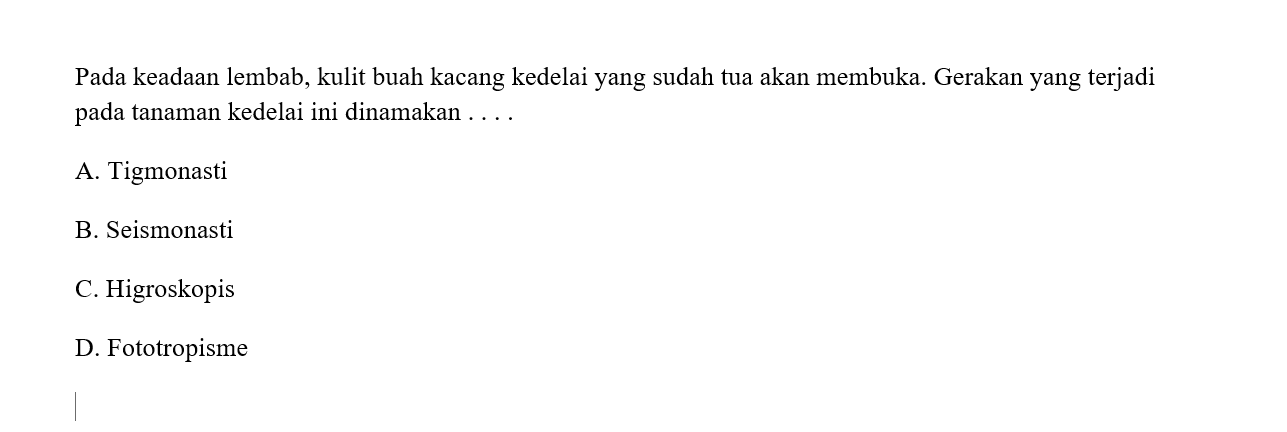 Pada keadaan lembab, kulit buah kacang kedelai yang sudah tua akan membuka. Gerakan yang terjadi
pada tanaman kedelai ini dinamakan . . . .
A. Tigmonasti
B. Seismonasti
C. Higroskopis
D. Fototropisme